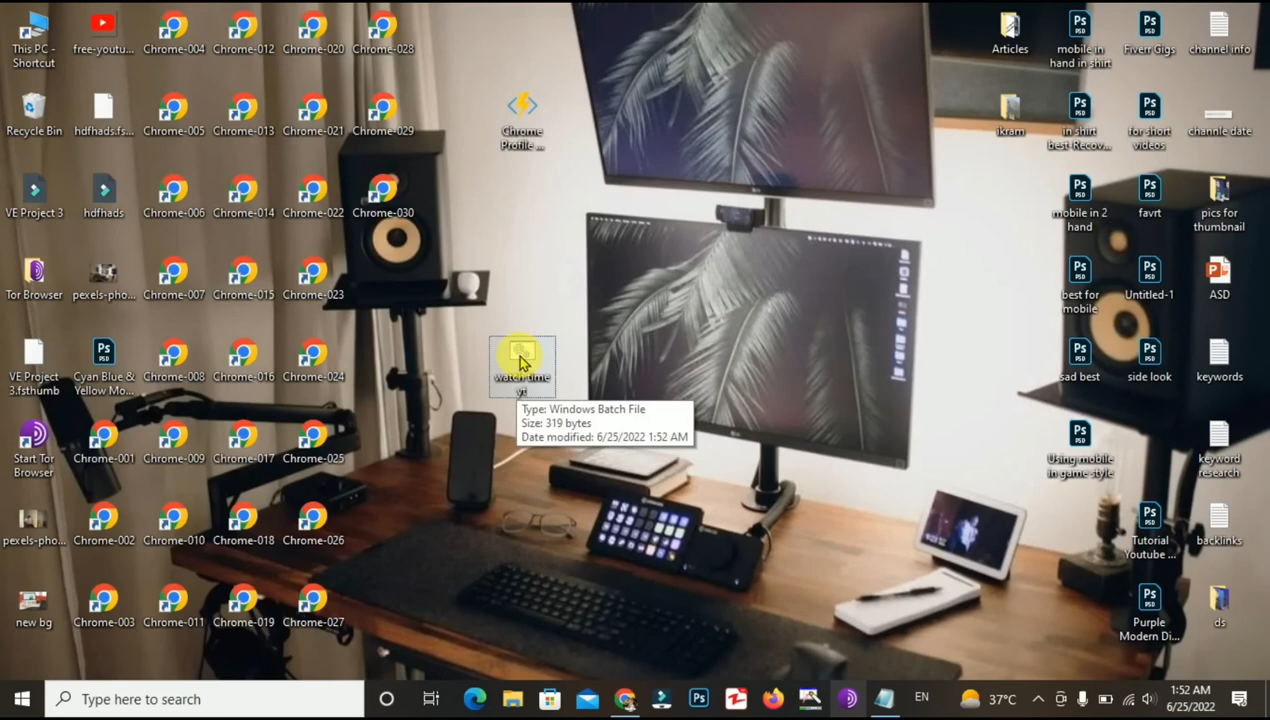 This PC -
Shortcut
free-youtu...
Chrome-004
Chrome-012
Chrome-020
Chrome-028
Recycle Bin
hdfhads.fs...
Chrome-005
Chrome-013
Chrome-021
Chrome-029
VE Project 3
hdfhads
Chrome-006
Chrome-014
Chrome-022
Chrome-030
Tor Browser
pexels-pho...
Chrome-007
Chrome-015
Chrome-023
VE Project
3.fsthumb
Cyan Blue &
Yellow Mo...
Chrome-008
Chrome-016
Chrome-024
Start Tor
Browser
Chrome-001
Chrome-009
Chrome-017
Chrome-025
pexels-pho...
Chrome-002
Chrome-010
Chrome-018
Chrome-026
new bg
Chrome-003
Chrome-011
Chrome-019
Chrome-027
Chrome
Profile ...
watch time
yt
Type: Windows Batch File
Size: 319 bytes
Date modified: 6/25/2022 1:52 AM
Articles
mobile in
hand in shirt
Fiverr Gigs
channel info
ikram
in shirt
best-Recov...
for short
videos
channle date
mobile in 2
hand
favrt
pics for
thumbnail
best for
mobile
Untitled-1
ASD
sad best
side look
keywords
Using mobile
in game style
keyword
research
Tutorial
Youtube ...
backlinks
Purple
Modern Di...
ds
Type here to search
EN
37°C
1:52 AM
6/25/2022